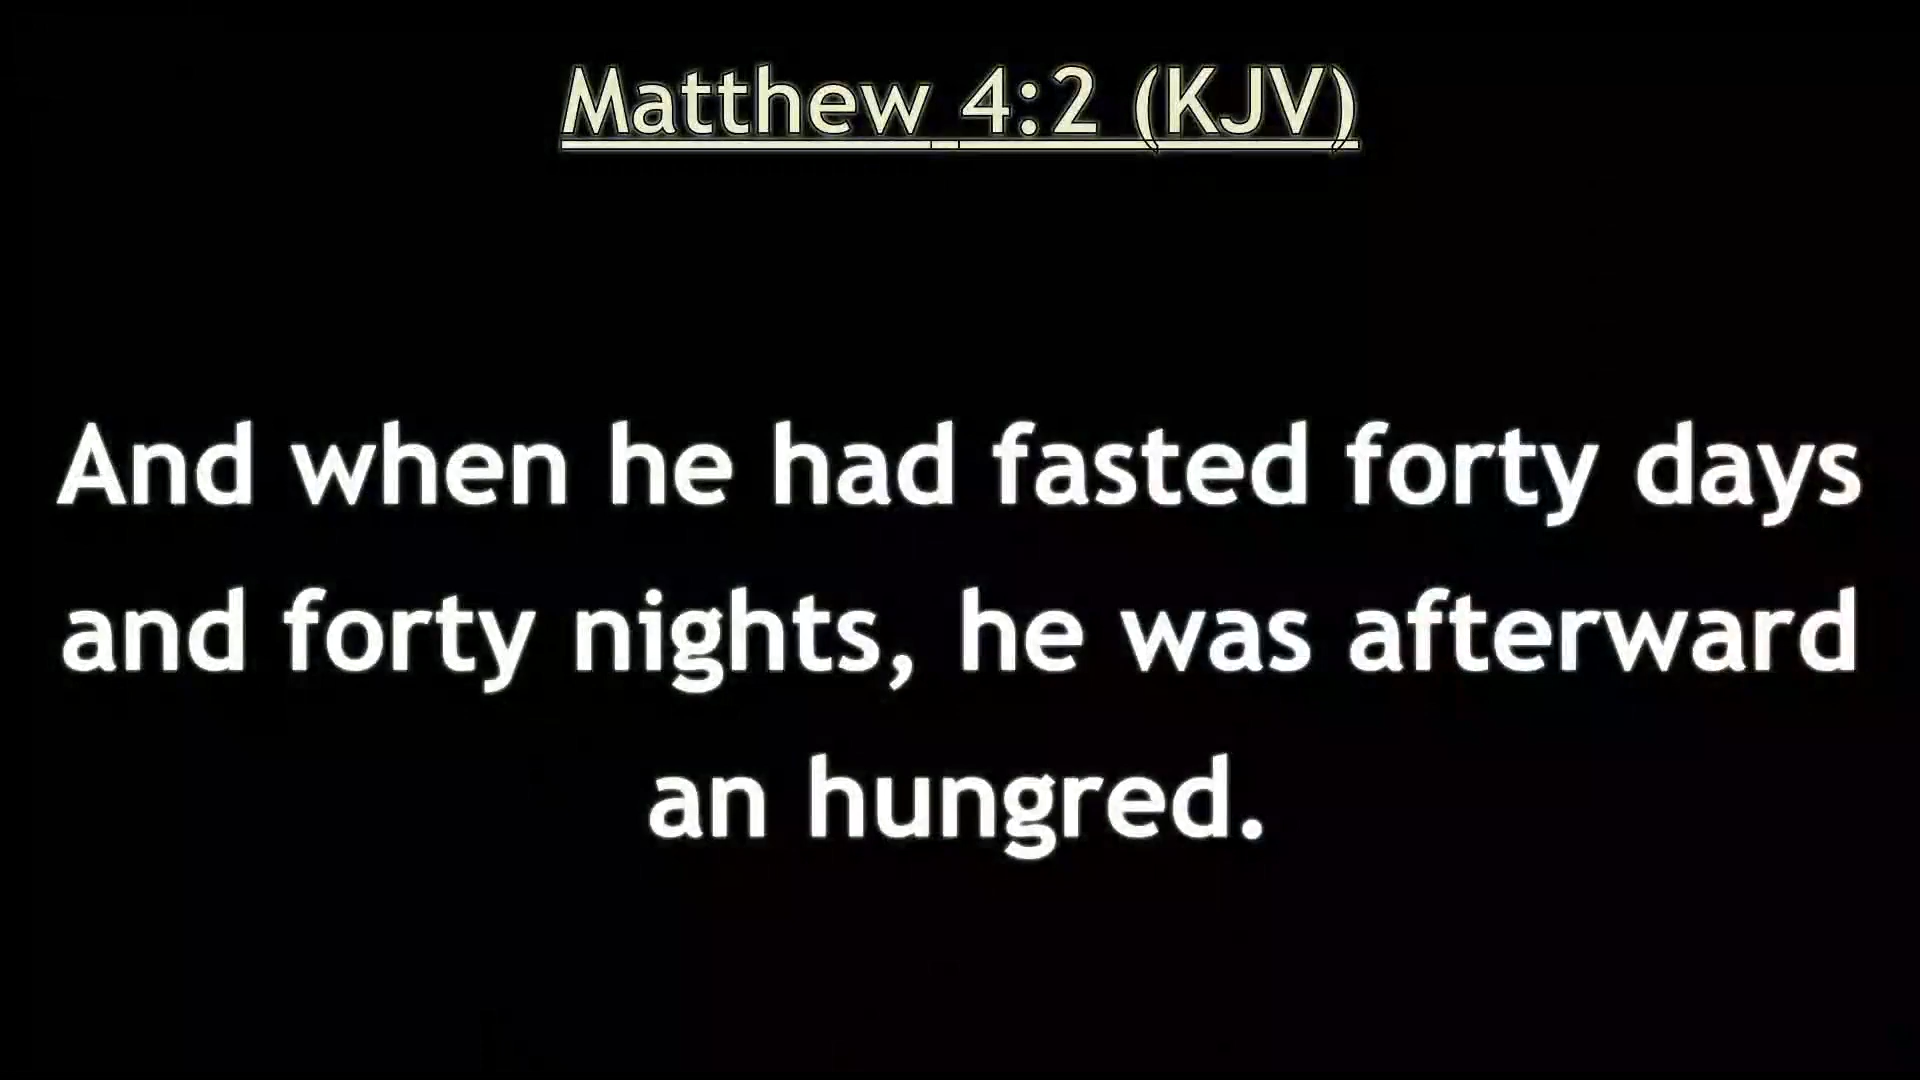 Matthew 4:2 (KJV)
And when he had fasted forty days
and forty nights, he was afterward
an hungred.